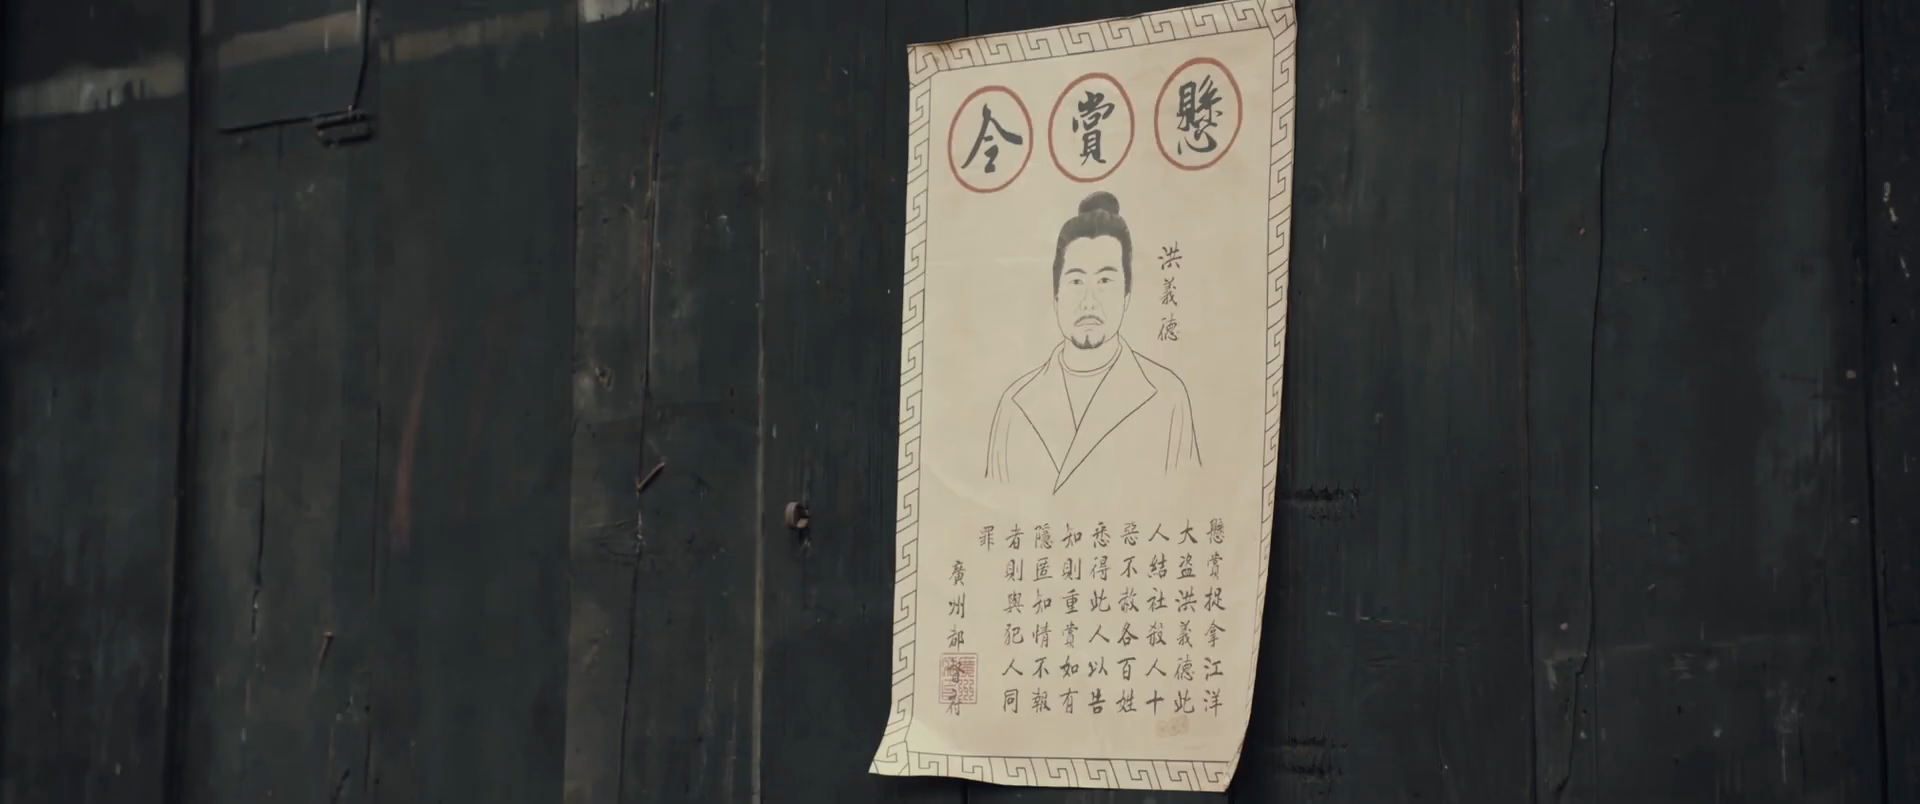 懸賞令
洪義德
懸賞捉拿江洋
大盜洪義德此
人結社殺人十
惡不赦各百姓
悉得此人以告
知則重賞如有
隱匿知情不報
者則與犯人同
罪
廣州都督府